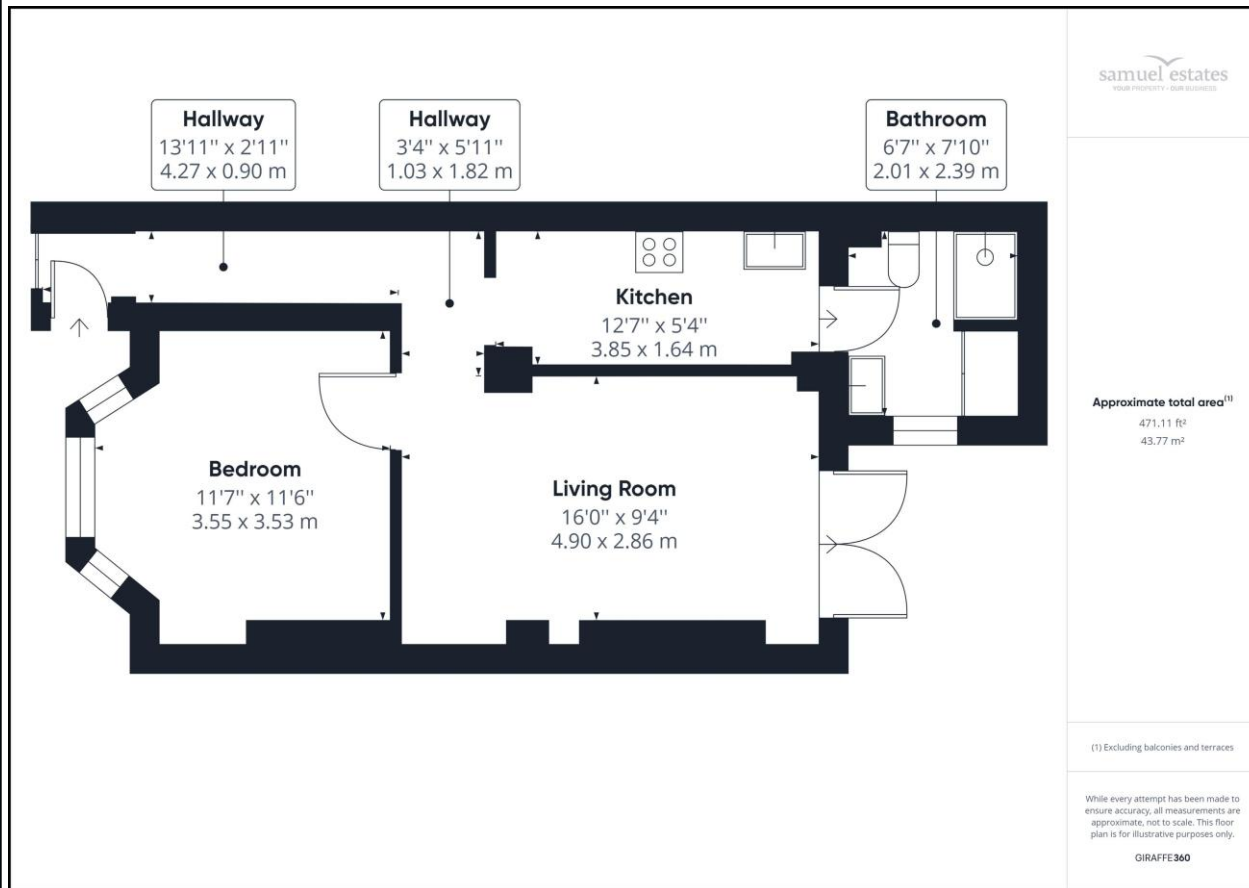 Hallway
13'11'' x 2'11''
4.27 x 0.90 m
Hallway
3'4'' x 5'11''
1.03 x 1.82 m
Bathroom
6'7'' x 7'10''
2.01 x 2.39 m
Kitchen
12'7'' x 5'4''
3.85 x 1.64 m
Bedroom
11'7'' x 11'6''
3.55 x 3.53 m
Living Room
16'0'' x 9'4''
4.90 x 2.86 m
samuel estates
YOUR PROPERTY - OUR BUSINESS
Approximate total area(1)
471.11 ft²
43.77 m²
(1) Excluding balconies and terraces
While every attempt has been made to
ensure accuracy, all measurements are
approximate, not to scale. This floor
plan is for illustrative purposes only.
GIRAFFE360